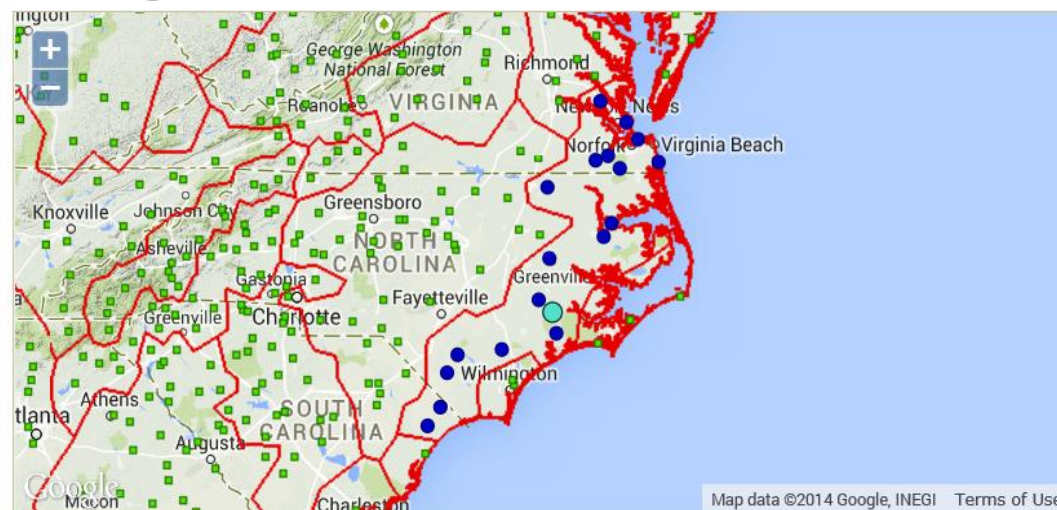 ington
George Washington
National Forest
Richmond
Roanoke
VIRGINIA
Newport News
Norfolk
Virginia Beach
Knoxville
Johnson City
Greensboro
Asheville
NORTH
CAROLINA
Greenville
Gastonia
Fayetteville
Greenville
Charlotte
Wilmington
Athens
tlanta
SOUTH
CAROLINA
Augusta
Google
Macon
Charleston
Map data ©2014 Google, INEGI Terms of Use